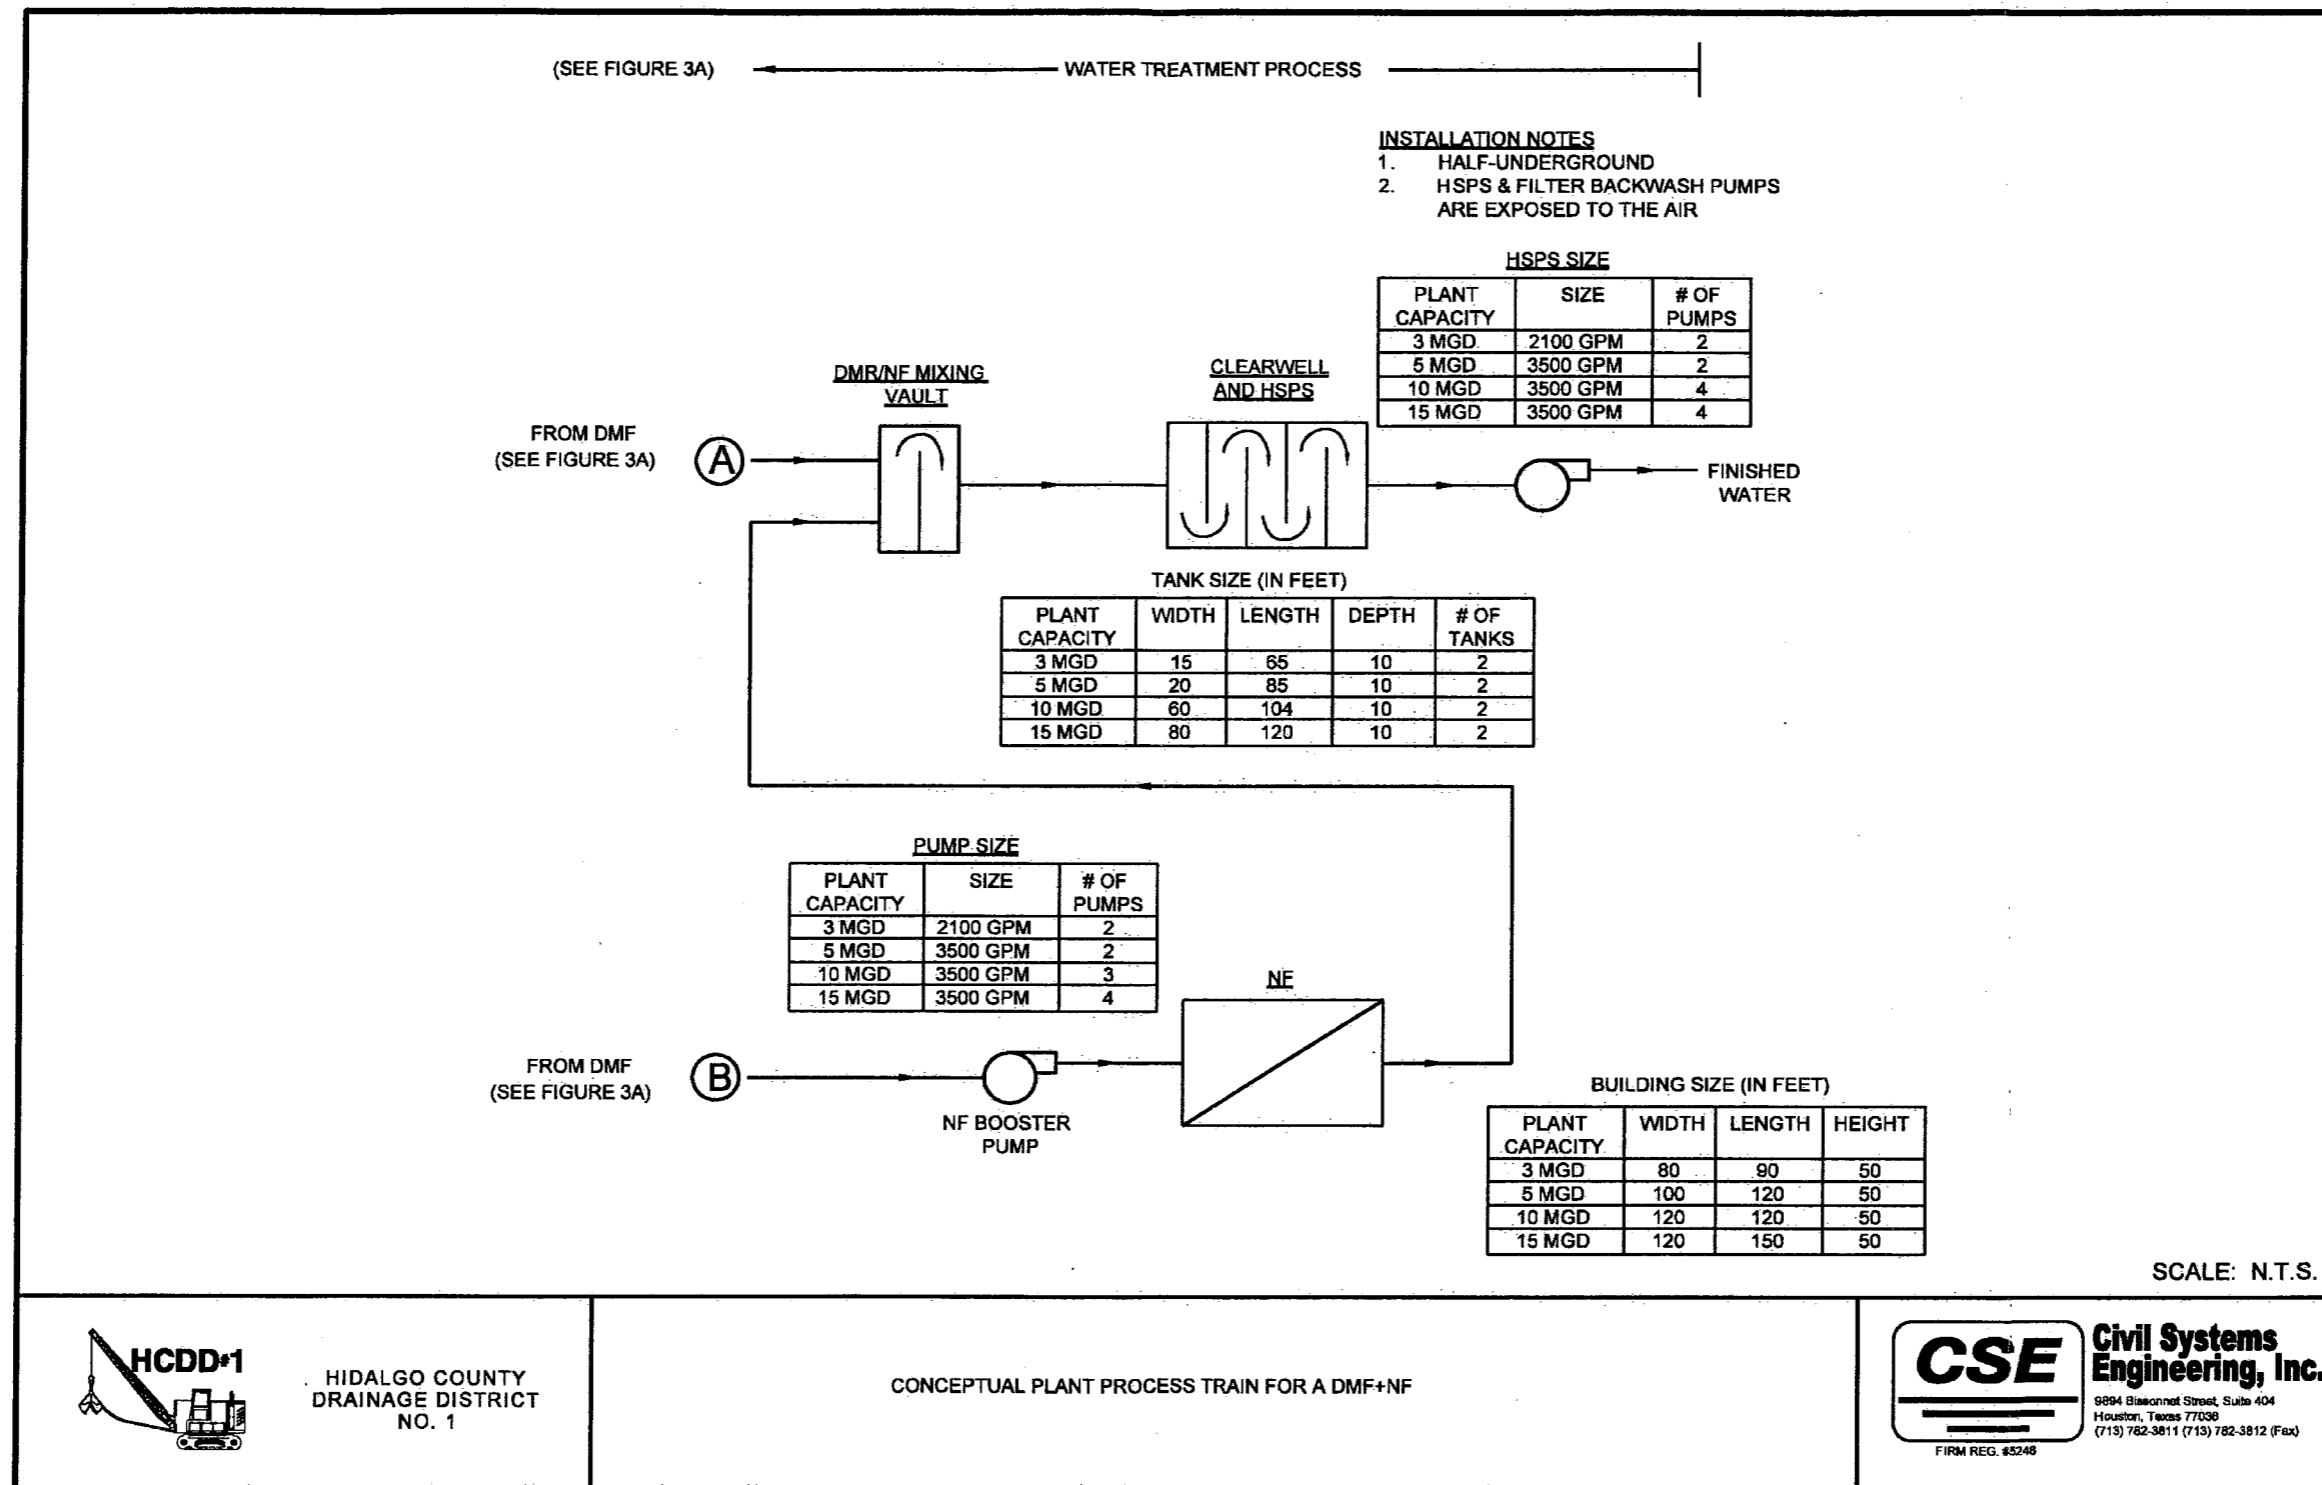 (SEE FIGURE 3A)
WATER TREATMENT PROCESS
INSTALLATION NOTES
1. HALF-UNDERGROUND
2. HSPS & FILTER BACKWASH PUMPS
ARE EXPOSED TO THE AIR
HSPS SIZE
PLANT CAPACITY SIZE # OF PUMPS
3 MGD 2100 GPM 2
5 MGD 3500 GPM 2
10 MGD 3500 GPM 4
15 MGD 3500 GPM 4
DMR/NF MIXING
VAULT
CLEARWELL
AND HSPS
FROM DMF
(SEE FIGURE 3A)
A
FINISHED
WATER
TANK SIZE (IN FEET)
PLANT CAPACITY WIDTH LENGTH DEPTH # OF TANKS
3 MGD 15 65 10 2
5 MGD 20 85 10 2
10 MGD 60 104 10 2
15 MGD 80 120 10 2
PUMP SIZE
PLANT CAPACITY SIZE # OF PUMPS
3 MGD 2100 GPM 2
5 MGD 3500 GPM 2
10 MGD 3500 GPM 3
15 MGD 3500 GPM 4
NF
FROM DMF
(SEE FIGURE 3A)
B
NF BOOSTER
PUMP
BUILDING SIZE (IN FEET)
PLANT CAPACITY WIDTH LENGTH HEIGHT
3 MGD 80 90 50
5 MGD 100 120 50
10 MGD 120 120 50
15 MGD 120 150 50
SCALE: N.T.S.
HCDD#1
HIDALGO COUNTY
DRAINAGE DISTRICT
NO. 1
CONCEPTUAL PLANT PROCESS TRAIN FOR A DMF+NF
CSE
FIRM REG. #5246
Civil Systems
Engineering, Inc.
9894 Bissonnet Street, Suite 404
Houston, Texas 77036
(713) 782-3811 (713) 782-3812 (Fax)